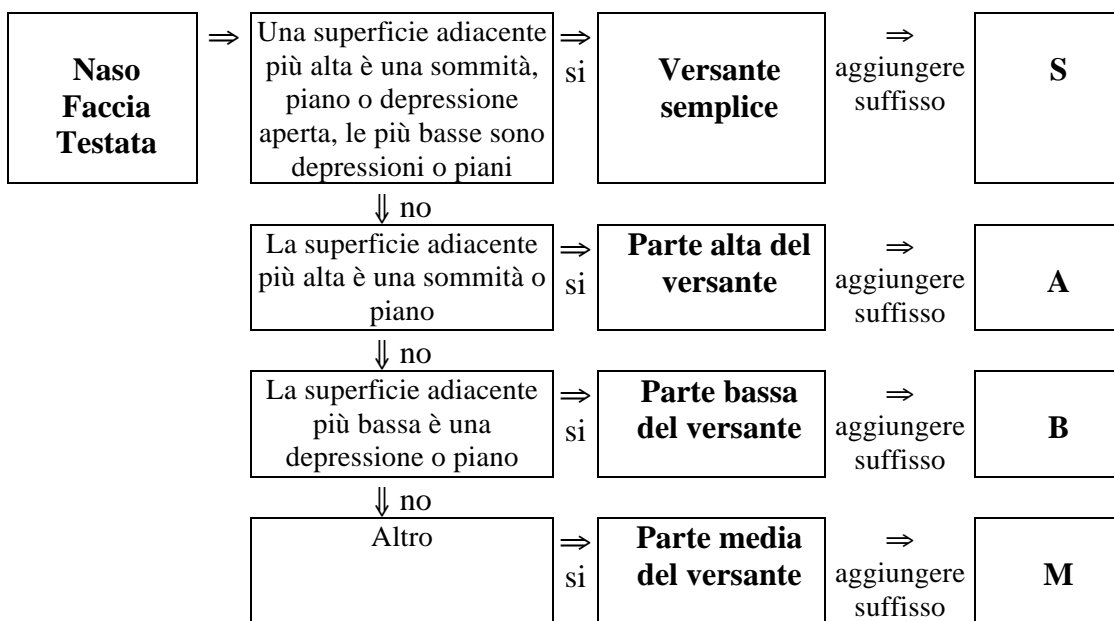 Naso
Faccia
Testata
⇒
Una superficie adiacente
più alta è una sommità,
piano o depressione
aperta, le più basse sono
depressioni o piani
⇒
si
Versante
semplice
⇒
aggiungere
suffisso
S
⇓ no
La superficie adiacente
più alta è una sommità o
piano
⇒
si
Parte alta del
versante
⇒
aggiungere
suffisso
A
⇓ no
La superficie adiacente
più bassa è una
depressione o piano
⇒
si
Parte bassa
del versante
⇒
aggiungere
suffisso
B
⇓ no
Altro
⇒
si
Parte media
del versante
⇒
aggiungere
suffisso
M